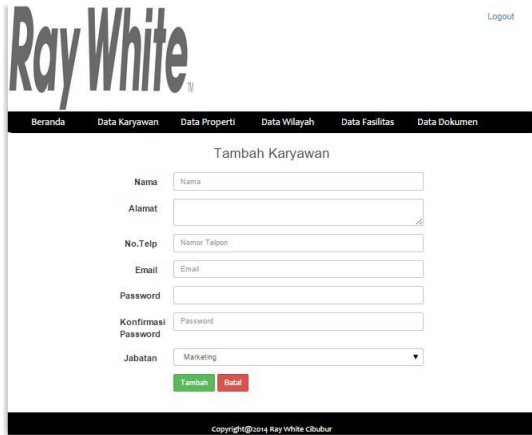 Ray White
TM
Logout
Beranda Data Karyawan Data Properti Data Wilayah Data Fasilitas Data Dokumen
Tambah Karyawan
Nama Nama
Alamat
No.Telp Nomor Telpon
Email Email
Password
Konfirmasi Password
Password
Jabatan Marketing
Tambah Batal
Copyright@2014 Ray White Cibubur